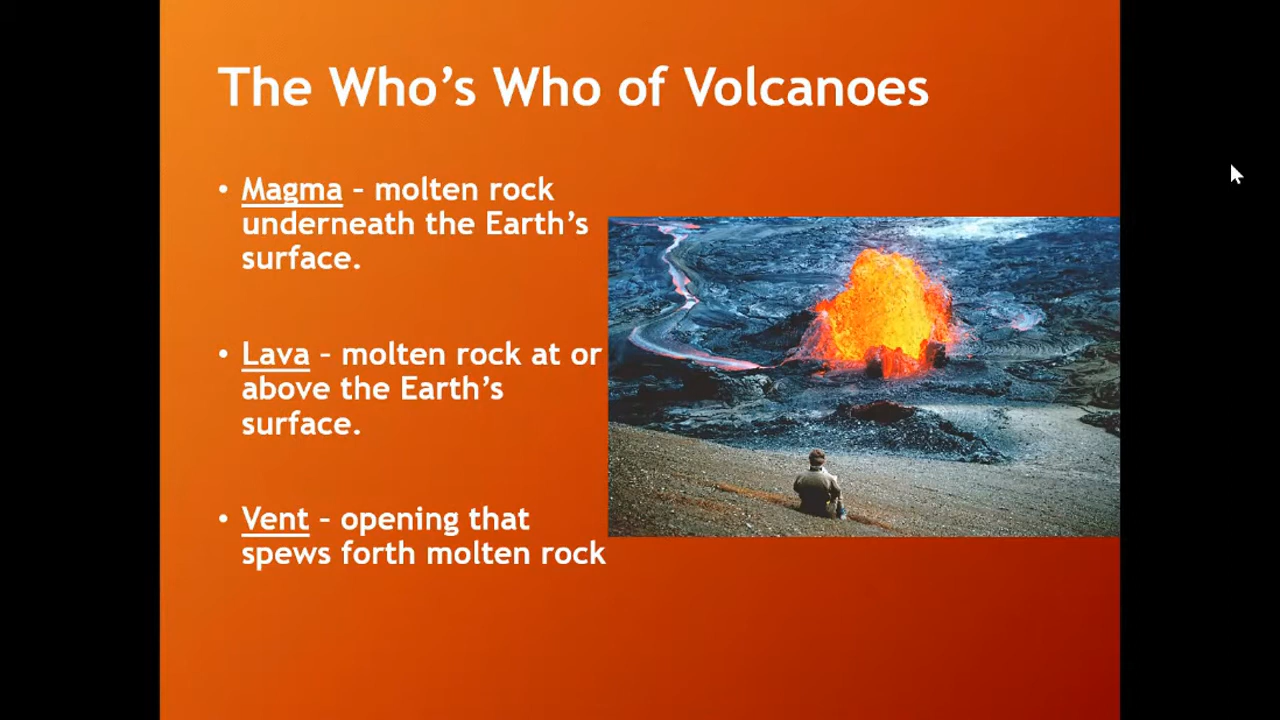 The Who’s Who of Volcanoes
• Magma – molten rock
underneath the Earth’s
surface.
• Lava – molten rock at or
above the Earth’s
surface.
• Vent – opening that
spews forth molten rock